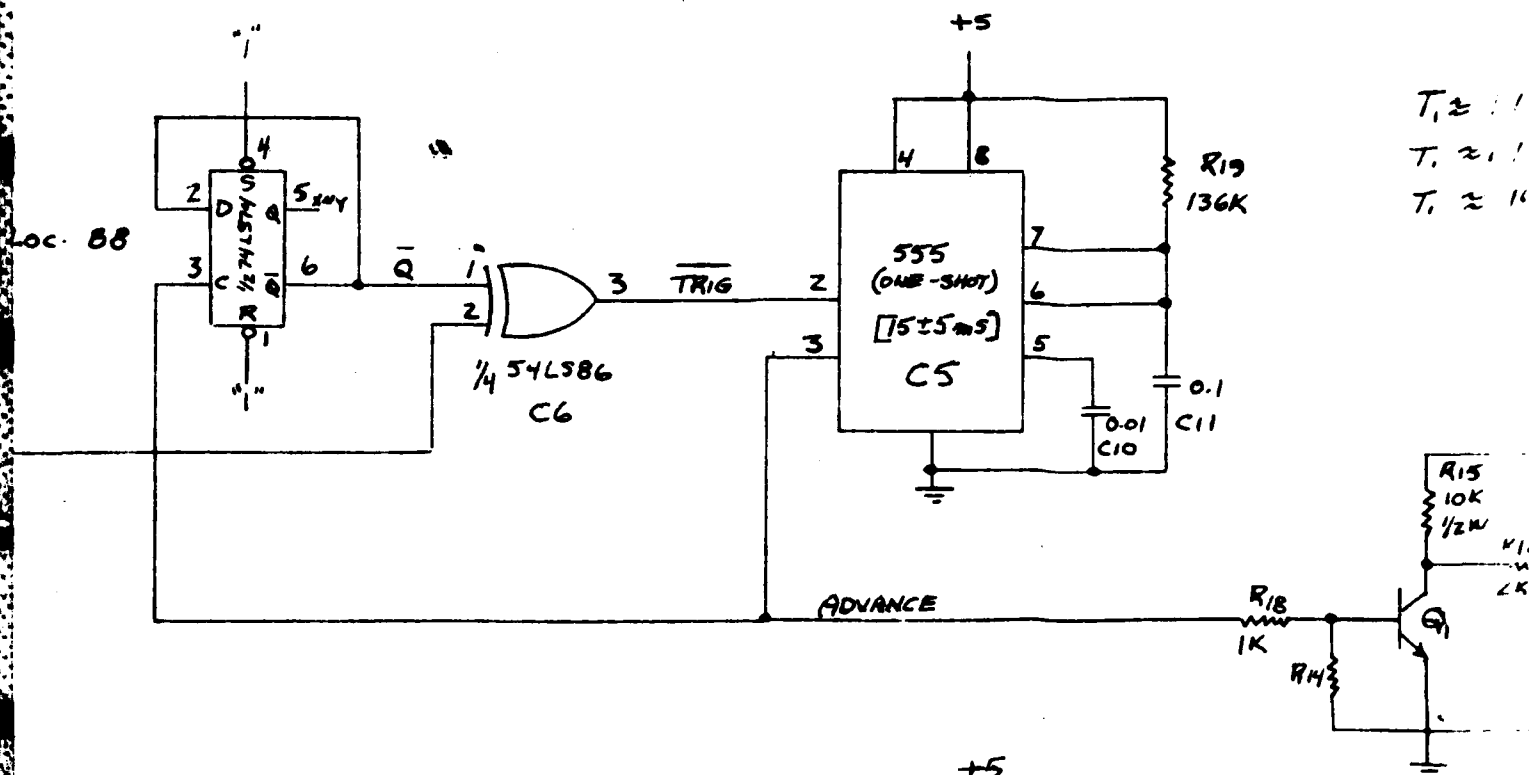 "1"
4
S
2
D
Q
5
1/2 74LS74
LOC. B8
3
C
Q̅
6
R
1
"1"
Q̅
1
2
3
1/4 54LS86
C6
TRIG
+5
4
8
R19
136K
555
(ONE-SHOT)
[15±5ms]
C5
2
3
7
6
5
0.01
C10
0.1
C11
T₁ ≈
T₁ ≈
T₁ ≈
ADVANCE
R18
1K
R14
R15
10K
1/2W
Q1
+5